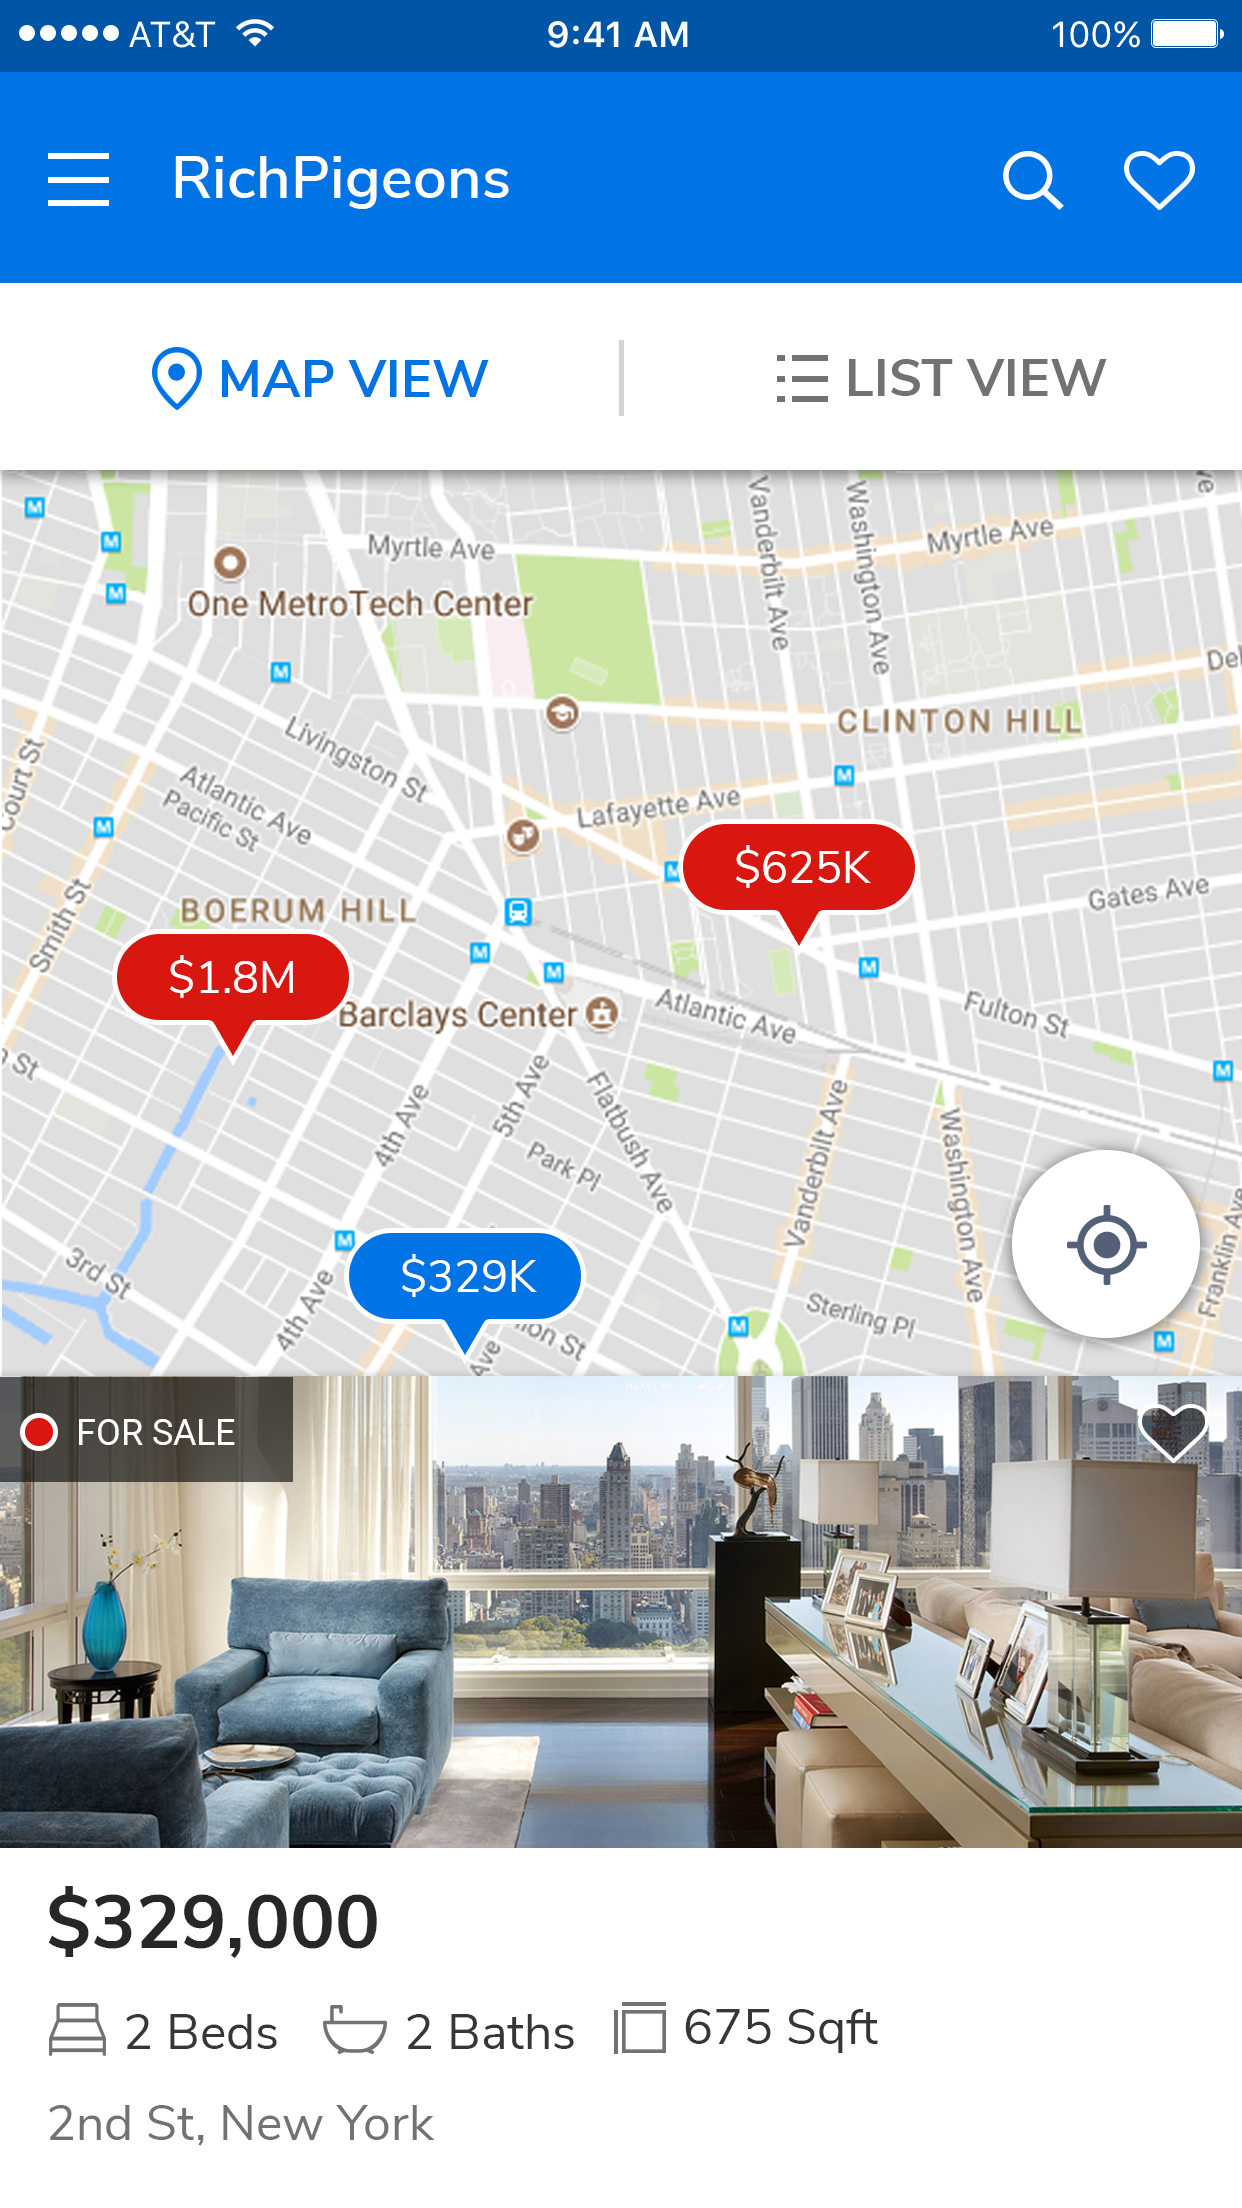 AT&T 9:41 AM 100%
RichPigeons
MAP VIEW LIST VIEW
Myrtle Ave
Vanderbilt Ave
Washington Ave
Myrtle Ave
M
M
M
One MetroTech Center
M
CLINTON HILL
Livingston St
Court St
Atlantic Ave
Pacific St
M
Lafayette Ave
M
M
$625K
Gates Ave
Smith St
BOERUM HILL
M
M
M
$1.8M
Barclays Center
Atlantic Ave
Fulton St
St
M
4th Ave
5th Ave
Flatbush Ave
Park Pl
Vanderbilt Ave
Washington Ave
Franklin Ave
3rd St
M
$329K
4th Ave
Ave
St
M
Sterling Pl
M
FOR SALE
$329,000
2 Beds 2 Baths 675 Sqft
2nd St, New York